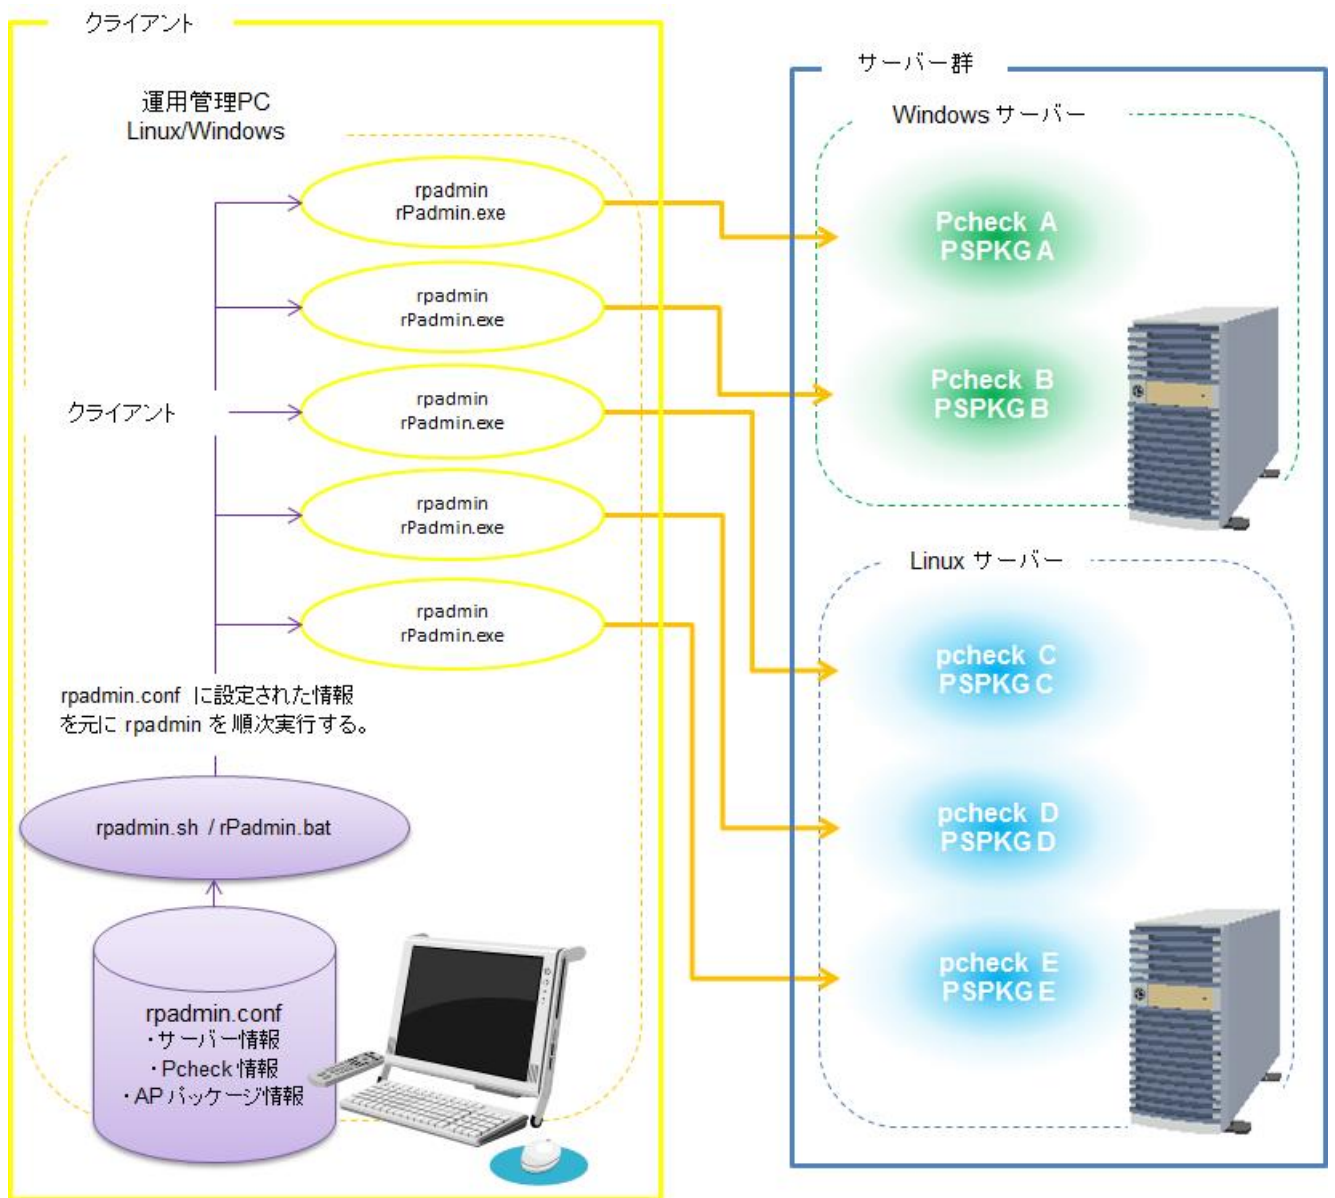 クライアント
運用管理PC
Linux/Windows
rpadmin
rPadmin.exe
rpadmin
rPadmin.exe
クライアント
rpadmin
rPadmin.exe
rpadmin
rPadmin.exe
rpadmin
rPadmin.exe
rpadmin.conf に設定された情報
を元に rpadmin を順次実行する。
rpadmin.sh / rPadmin.bat
rpadmin.conf
・サーバー情報
・Pcheck 情報
・AP パッケージ情報
サーバー群
Windows サーバー
Pcheck A
PSPKG A
Pcheck B
PSPKG B
Linux サーバー
pcheck C
PSPKG C
pcheck D
PSPKG D
pcheck E
PSPKG E